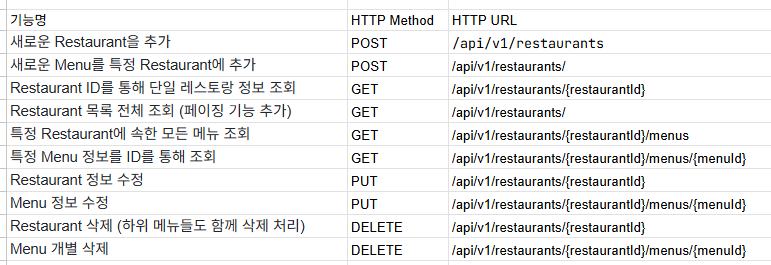 기능명 HTTP Method HTTP URL
새로운 Restaurant을 추가 POST /api/v1/restaurants
새로운 Menu를 특정 Restaurant에 추가 POST /api/v1/restaurants/
Restaurant ID를 통해 단일 레스토랑 정보 조회 GET /api/v1/restaurants/{restaurantId}
Restaurant 목록 전체 조회 (페이징 기능 추가) GET /api/v1/restaurants/
특정 Restaurant에 속한 모든 메뉴 조회 GET /api/v1/restaurants/{restaurantId}/menus
특정 Menu 정보를 ID를 통해 조회 GET /api/v1/restaurants/{restaurantId}/menus/{menuId}
Restaurant 정보 수정 PUT /api/v1/restaurants/{restaurantId}
Menu 정보 수정 PUT /api/v1/restaurants/{restaurantId}/menus/{menuId}
Restaurant 삭제 (하위 메뉴들도 함께 삭제 처리) DELETE /api/v1/restaurants/{restaurantId}
Menu 개별 삭제 DELETE /api/v1/restaurants/{restaurantId}/menus/{menuId}